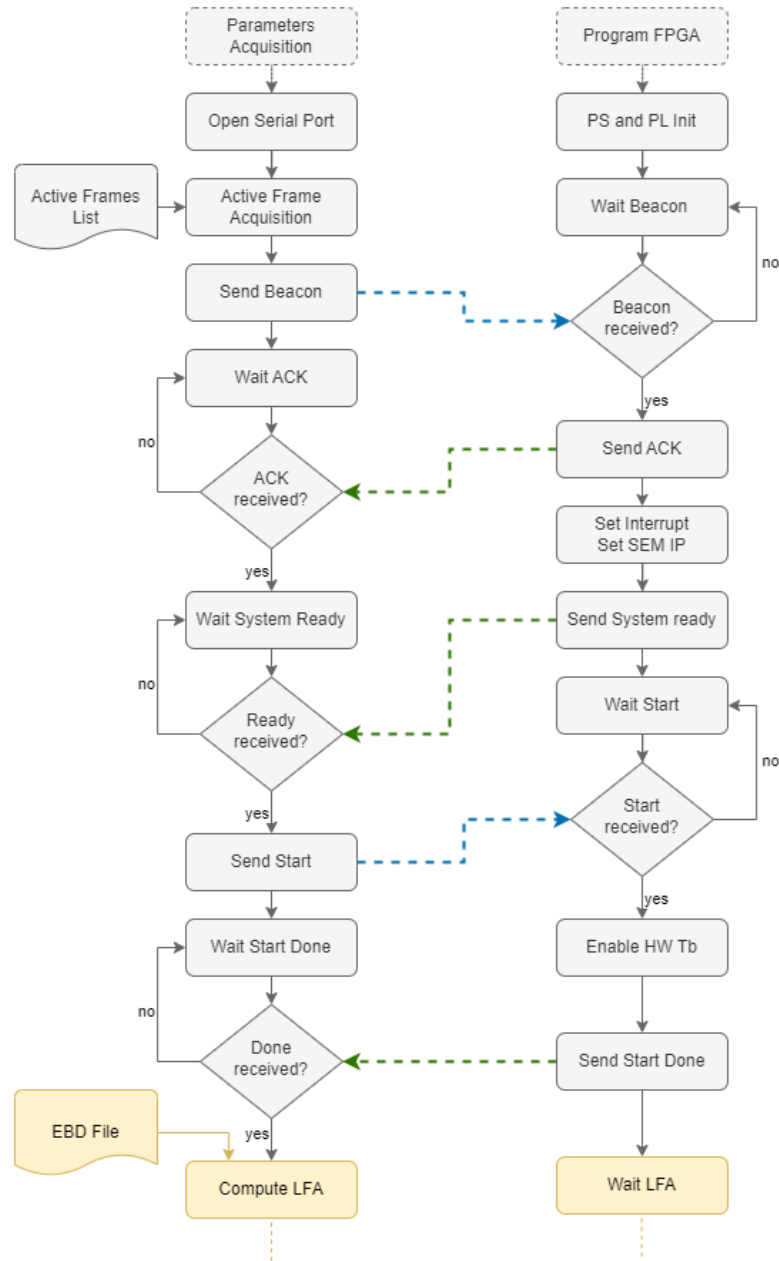 Parameters
Acquisition
Program FPGA
Open Serial Port
PS and PL Init
Active Frames
List
Active Frame
Acquisition
Wait Beacon
no
Send Beacon
Beacon
received?
Wait ACK
yes
no
ACK
received?
Send ACK
Set Interrupt
Set SEM IP
yes
Wait System Ready
Send System ready
no
Ready
received?
Wait Start
no
yes
Start
received?
Send Start
yes
Wait Start Done
Enable HW Tb
no
Done
received?
Send Start Done
EBD File
yes
Compute LFA
Wait LFA